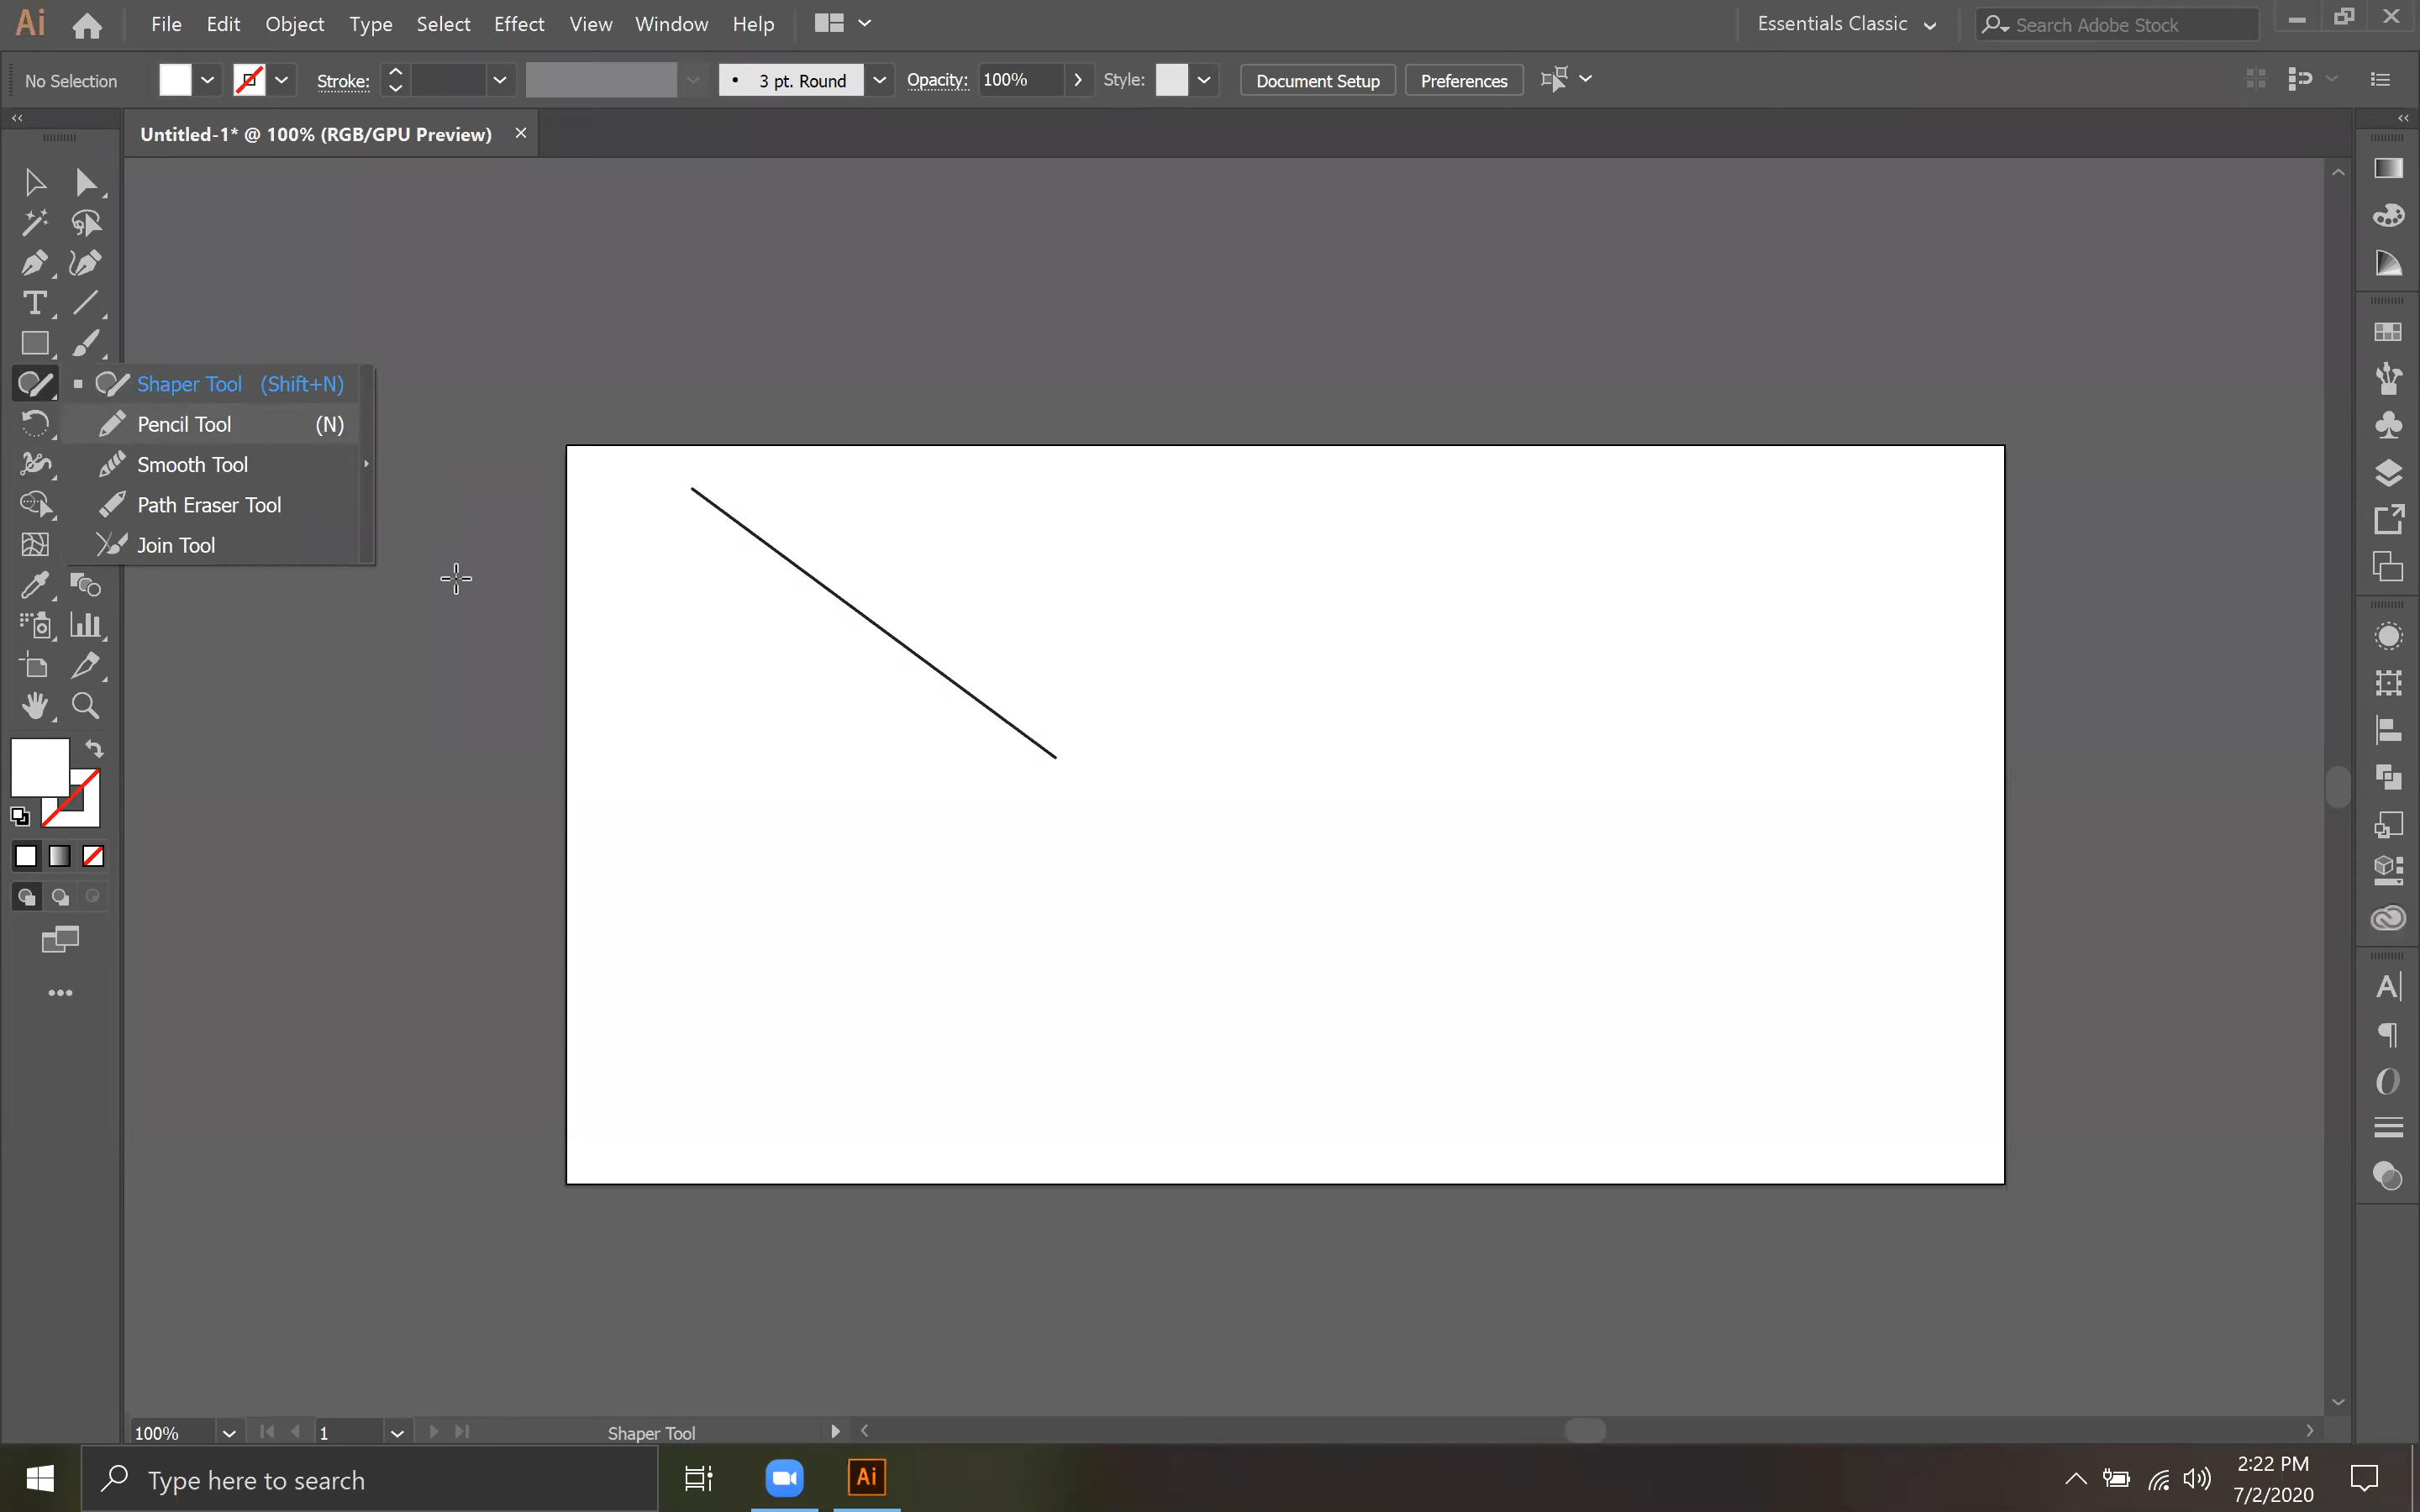 Ai File Edit Object Type Select Effect View Window Help Essentials Classic Search Adobe Stock
No Selection Stroke: 3 pt. Round Opacity: 100% Style: Document Setup Preferences
Untitled-1* @ 100% (RGB/GPU Preview)
Shaper Tool (Shift+N)
Pencil Tool (N)
Smooth Tool
Path Eraser Tool
Join Tool
100% 1 Shaper Tool
Type here to search Ai 2:22 PM
7/2/2020